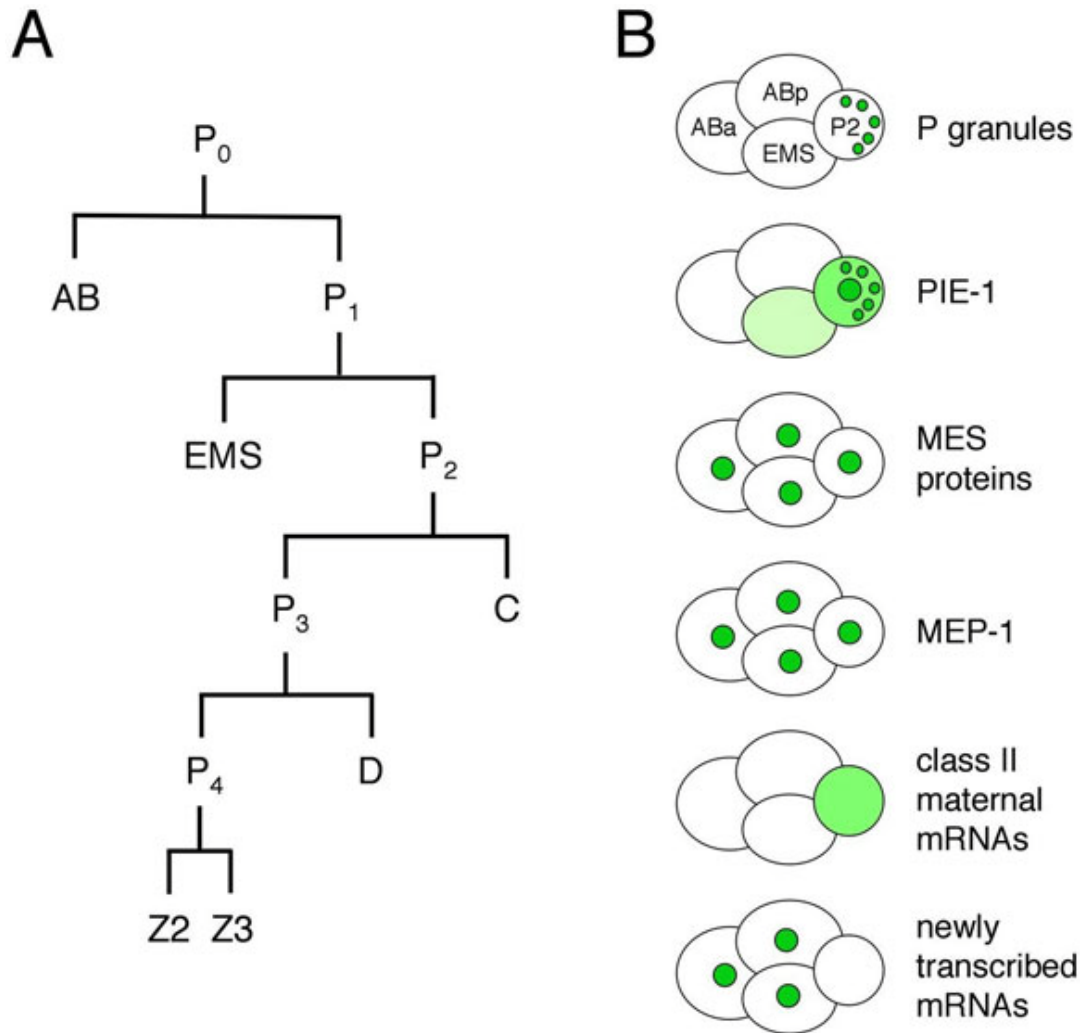 A
P₀
AB
P₁
EMS
P₂
P₃
C
P₄
D
Z2 Z3
B
ABp
ABa
P2
EMS
P granules
PIE-1
MES
proteins
MEP-1
class II
maternal
mRNAs
newly
transcribed
mRNAs